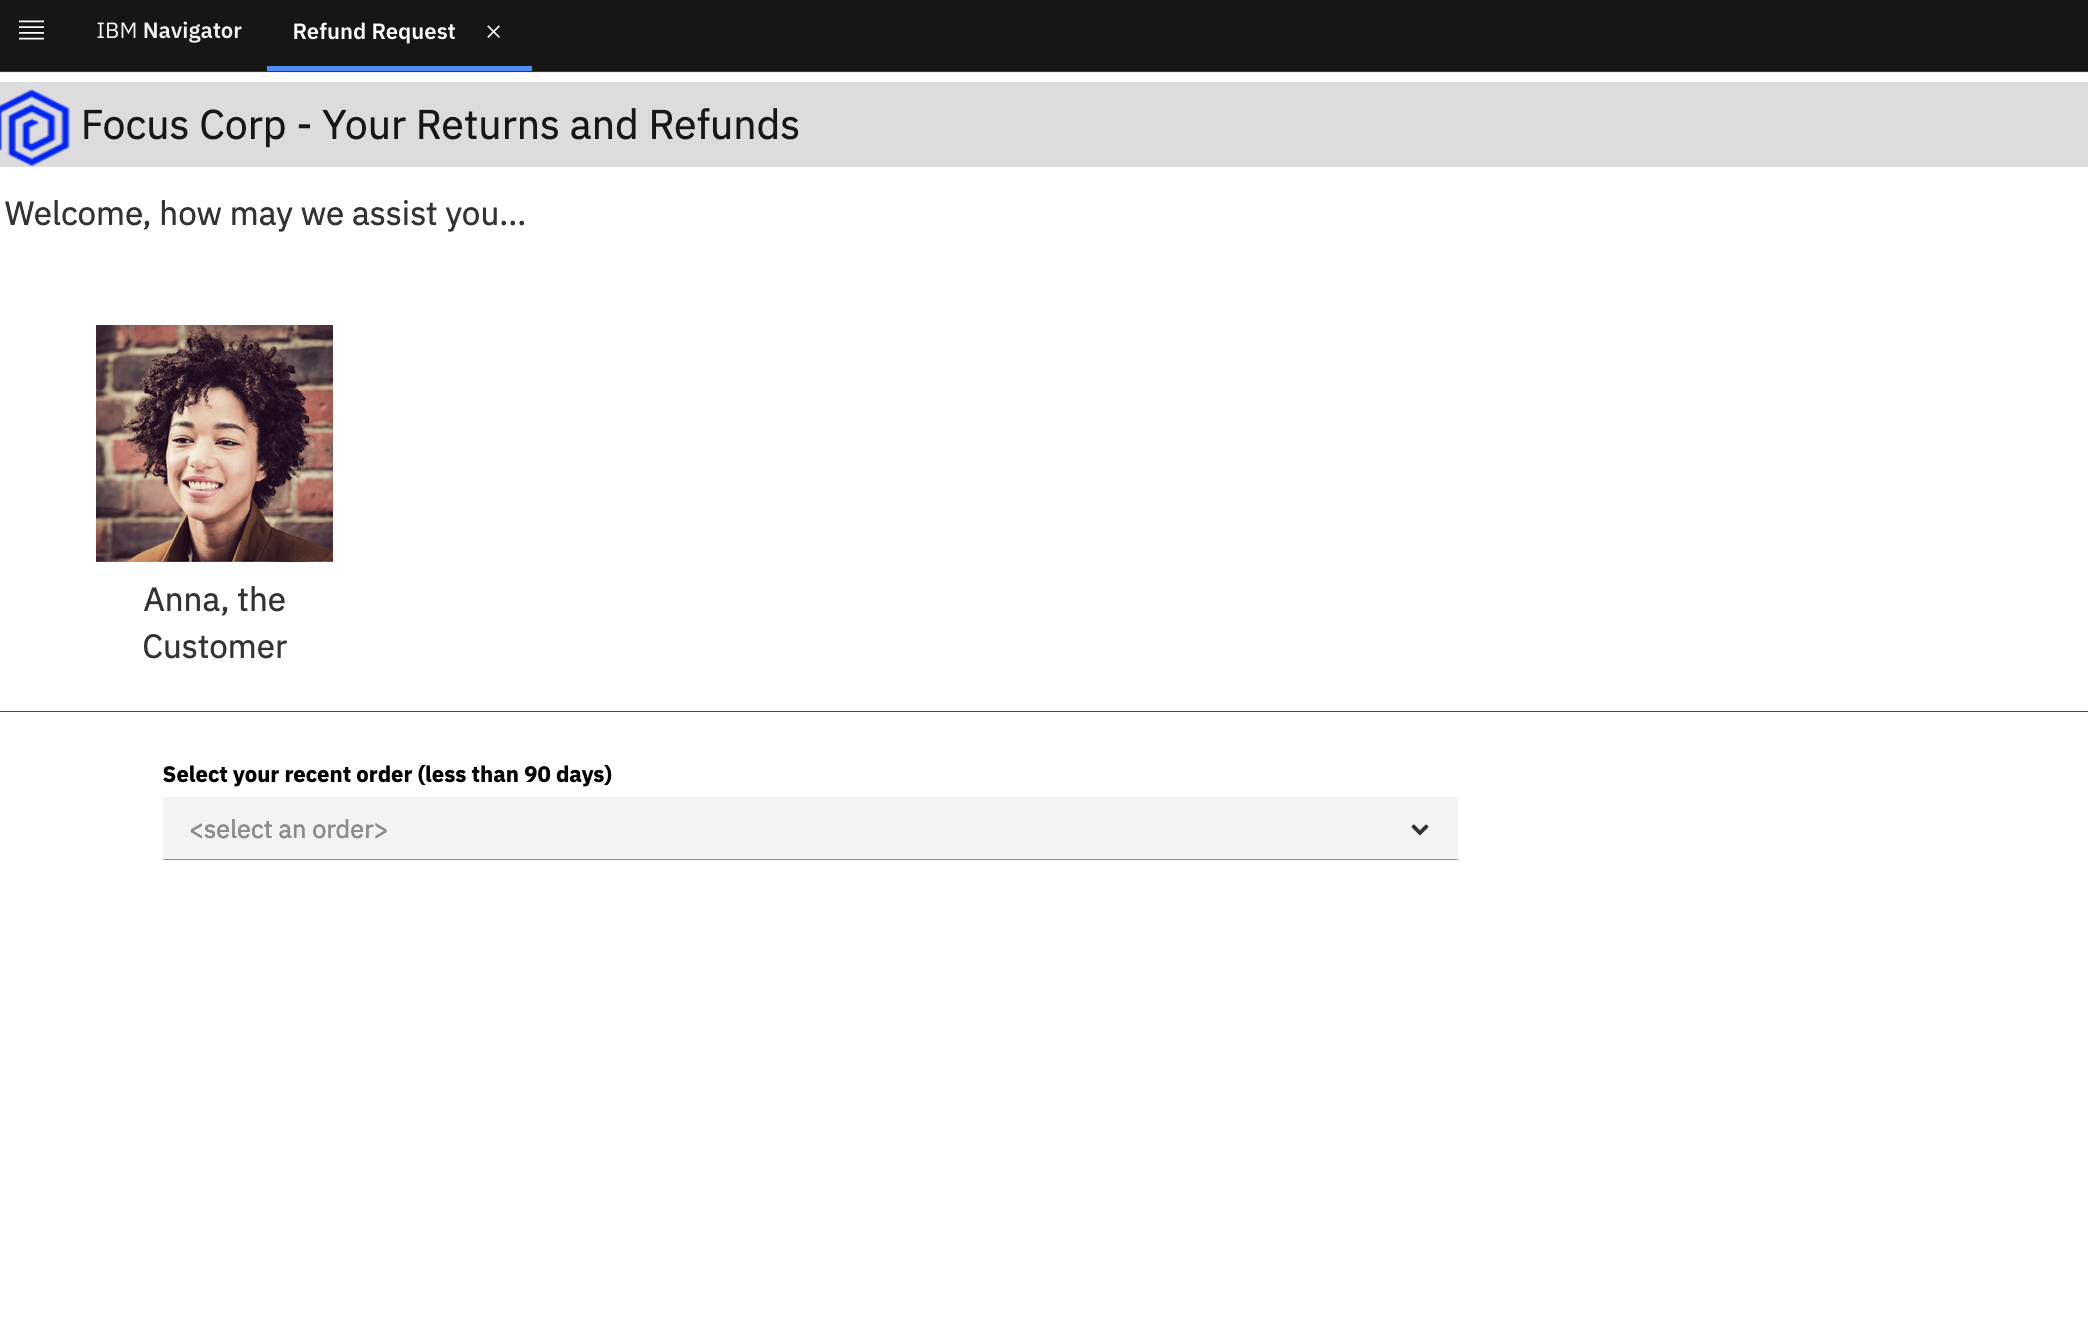 IBM Navigator
Refund Request
Focus Corp - Your Returns and Refunds
Welcome, how may we assist you...
Anna, the
Customer
Select your recent order (less than 90 days)
<select an order>